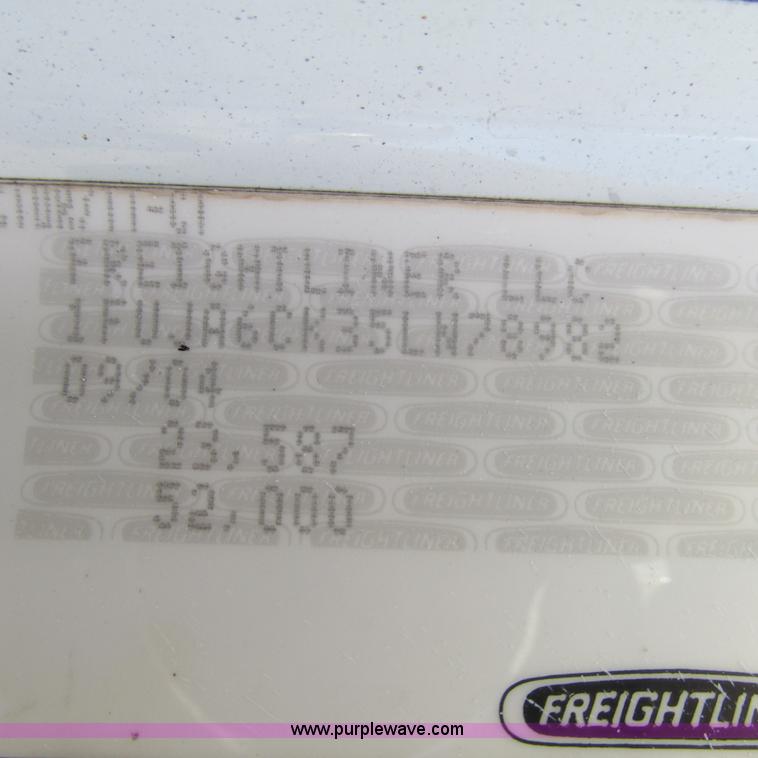 FREIGHTLINER LLC
1FUJA6CK35LN78982
09/04
23,587
52,000
FREIGHTLIN
www.purplewave.com